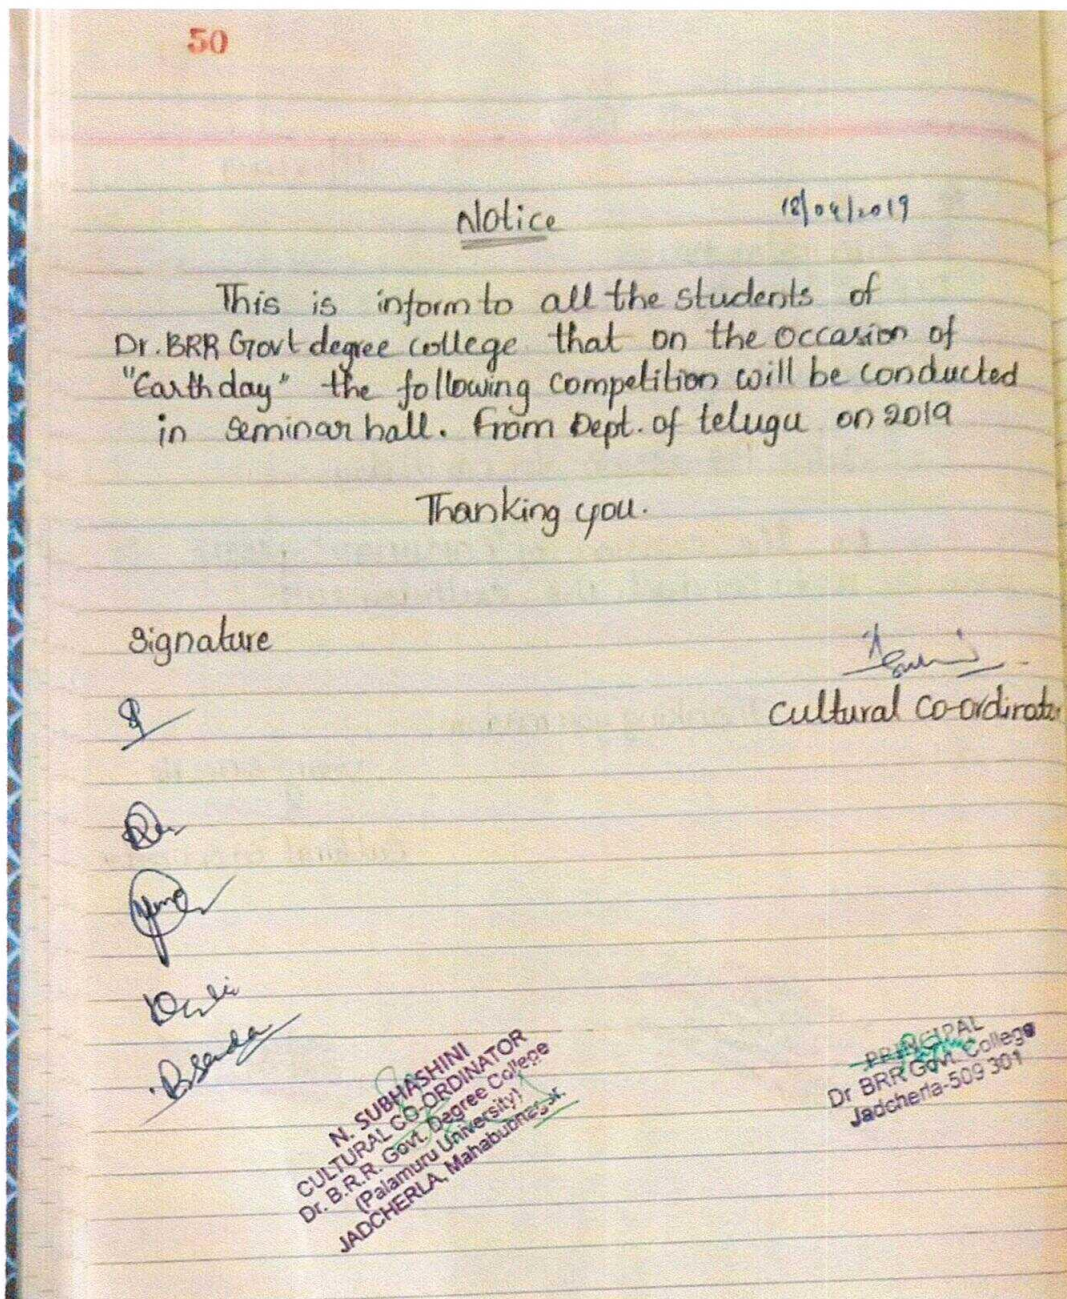 50
Notice
18/04/2019
This is inform to all the students of
Dr. BRR Govt degree college that on the occasion of
"Earth day" the following competition will be conducted
in seminar hall. From Dept. of telugu on 2019
Thanking you.
Signature
Cultural Co-ordinator
N. SUBHASHINI
CULTURAL CO-ORDINATOR
Dr. B.R.R. Govt. Degree College
(Palamuru University)
JADCHERLA, Mahabubnagar.
PRINCIPAL
Dr BRR Govt. College
Jadcherla-509 301